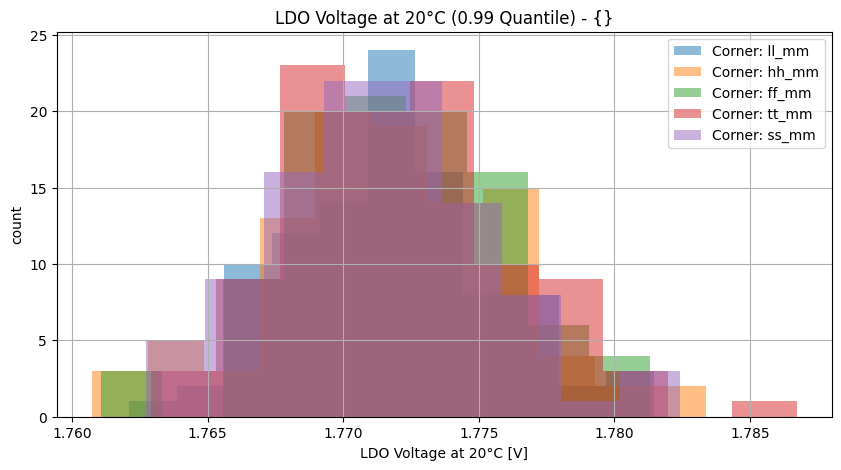 LDO Voltage at 20°C (0.99 Quantile) - {}
25
20
15
10
5
0
count
Corner: ll_mm
Corner: hh_mm
Corner: ff_mm
Corner: tt_mm
Corner: ss_mm
1.760
1.765
1.770
1.775
1.780
1.785
LDO Voltage at 20°C [V]